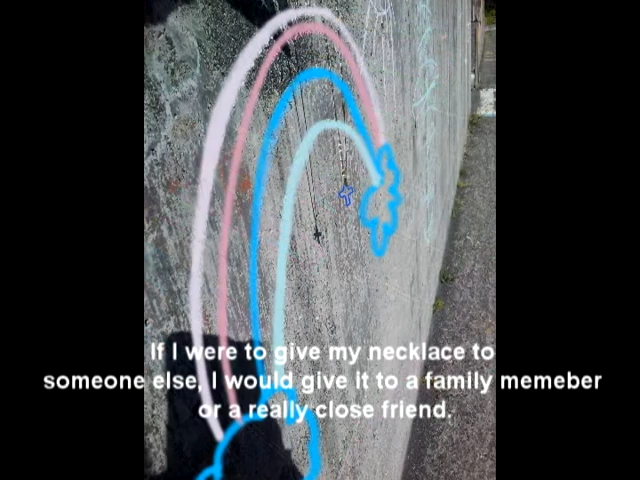 If I were to give my necklace to
someone else, I would give it to a family memeber
or a really close friend.